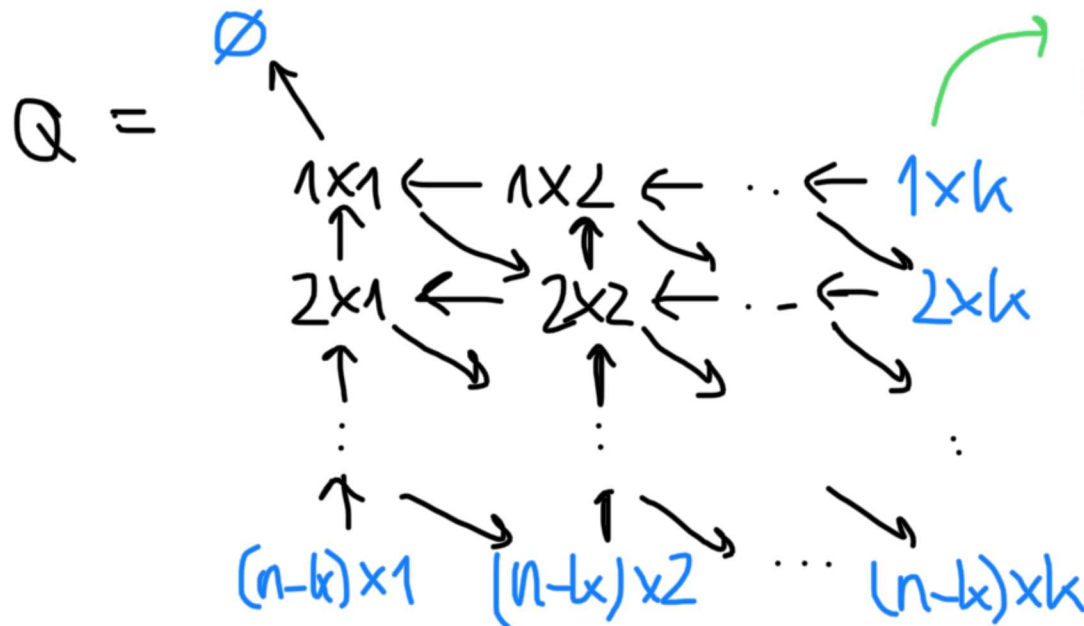 ∅
Q =
1x1 1x2 .. 1xk
2x1 2x2 ... 2xk
: : :
(n-k)x1 (n-k)x2 ... (n-k)xk